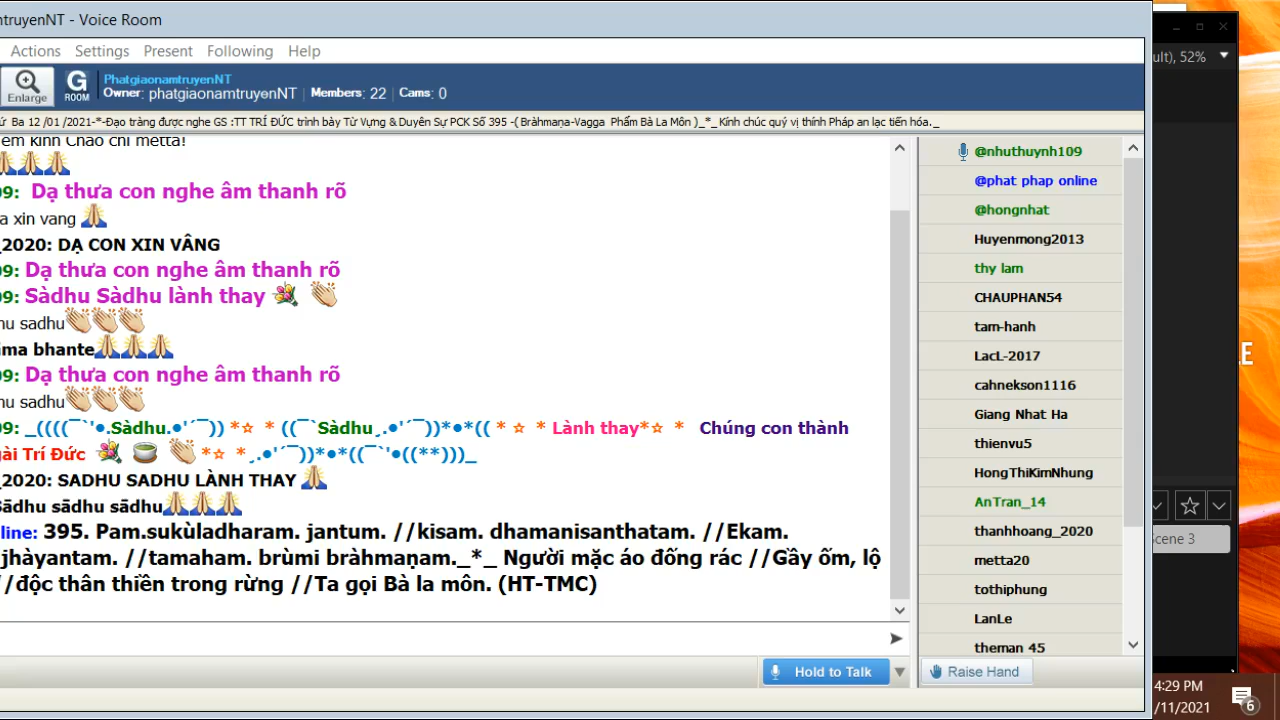 mtruyenNT - Voice Room
Actions Settings Present Following Help
Enlarge
G ROOM
PhatgiaonamtruyenNT
Owner: phatgiaonamtruyenNT | Members: 22 | Cams: 0
Ba 12 /01 /2021-*-Đạo tràng được nghe GS :TT TRÍ ĐỨC trình bày Từ Vựng & Duyên Sự PCK Số 395 -( Bràhmaṇa-Vagga Phẩm Bà La Môn )_*_Kính chúc quý vị thính Pháp an lạc tiến hóa._
em kính Chào chị metta!
09: Dạ thưa con nghe âm thanh rõ
a xin vang
_2020: DẠ CON XIN VÂNG
09: Dạ thưa con nghe âm thanh rõ
09: Sàdhu Sàdhu lành thay
hu sadhu
ama bhante
09: Dạ thưa con nghe âm thanh rõ
hu sadhu
09: _((((¯`'●.Sàdhu.●'´¯)) *☆ * ((¯`Sàdhu¸.●'´¯))*●*(( * ☆ * Lành thay*☆ * Chúng con thành
gài Trí Đức *☆ *¸.●'´¯))*●*((¯`'●((**)))_
_2020: SADHU SADHU LÀNH THAY
Sādhu sādhu sādhu
line: 395. Pam.sukùladharam. jantum. //kisam. dhamanisanthatam. //Ekam.
jhàyantam. //tamaham. brùmi bràhmaṇam._*_ Người mặc áo đống rác //Gầy ốm, lộ
//độc thân thiền trong rừng //Ta gọi Bà la môn. (HT-TMC)
Hold to Talk
@nhuthuynh109
@phat phap online
@hongnhat
Huyenmong2013
thy lam
CHAUPHAN54
tam-hanh
LacL-2017
cahnekson1116
Giang Nhat Ha
thienvu5
HongThiKimNhung
AnTran_14
thanhhoang_2020
metta20
tothiphung
LanLe
theman 45
Raise Hand
ult), 52%
LE
cene 3
4:29 PM
/11/2021
6